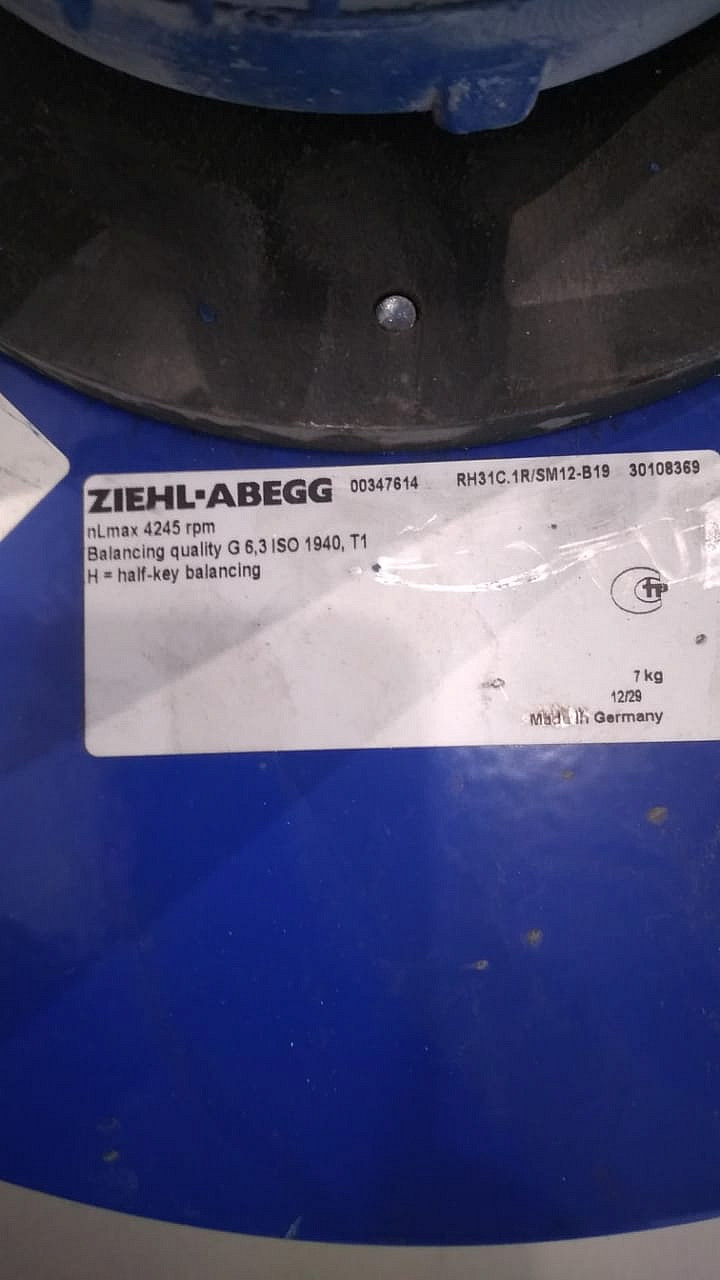 ZIEHL-ABEGG 00347614 RH31C.1R/SM12-B19 30108369
nLmax 4245 rpm
Balancing quality G 6,3 ISO 1940, T1
H = half-key balancing
7 kg
12/29
Made in Germany